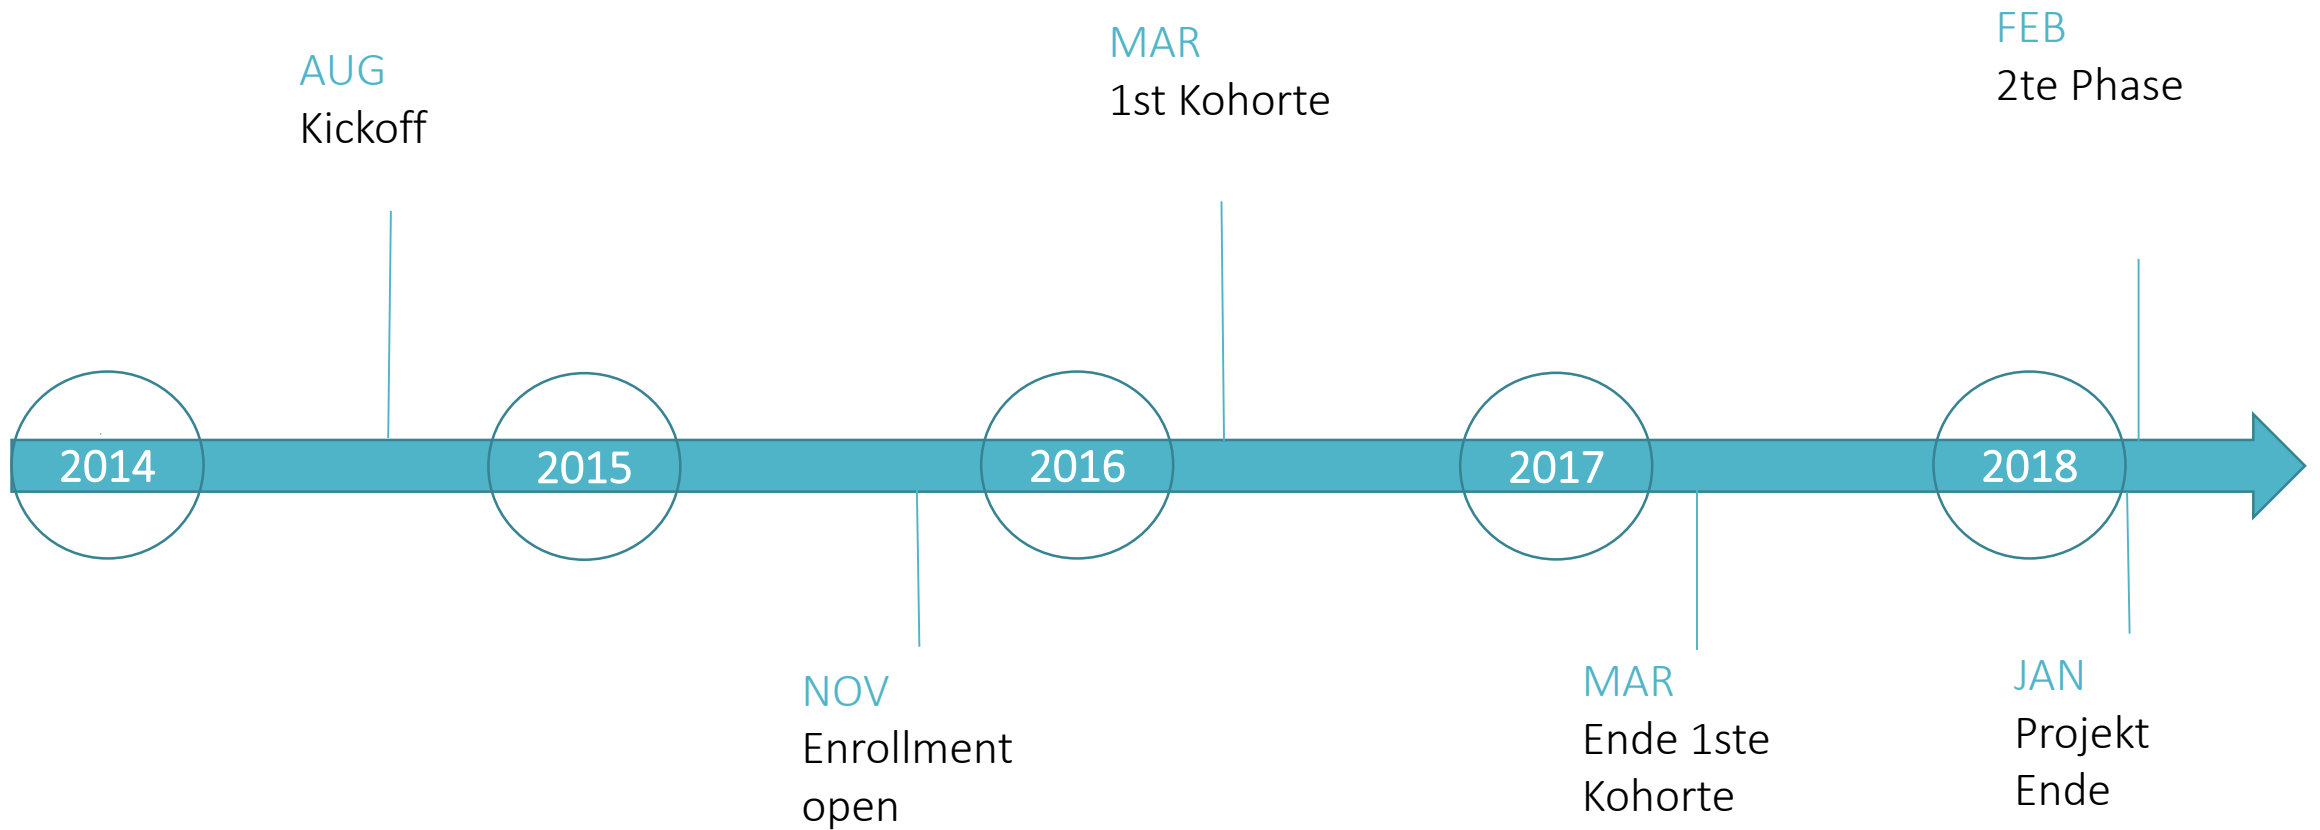 AUG
Kickoff
MAR
1st Kohorte
FEB
2te Phase
2014
2015
2016
2017
2018
NOV
Enrollment
open
MAR
Ende 1ste
Kohorte
JAN
Projekt
Ende